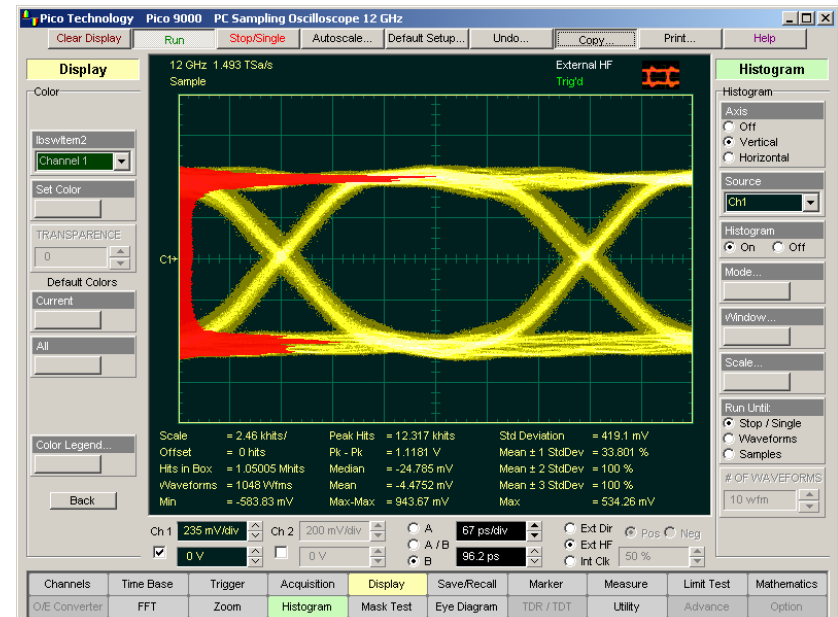 Pico Technology Pico 9000 PC Sampling Oscilloscope 12 GHz
Clear Display Run Stop/Single Autoscale... Default Setup... Undo... Copy... Print... Help
Display
Color
lbswItem2
Channel 1
Set Color
TRANSPARENCE
0
Default Colors
Current
All
Color Legend...
Back
12 GHz 1.493 TSa/s
Sample
External HF
Trig'd
C1
Scale = 2.46 khits/ Peak Hits = 12.317 khits Std Deviation = 419.1 mV
Offset = 0 hits Pk - Pk = 1.1181 V Mean ± 1 StdDev = 33.801 %
Hits in Box = 1.05005 Mhits Median = -24.785 mV Mean ± 2 StdDev = 100 %
Waveforms = 1048 Wfms Mean = -4.4752 mV Mean ± 3 StdDev = 100 %
Min = -583.83 mV Max-Max = 943.67 mV Max = 534.26 mV
Histogram
Histogram
Axis
Off
Vertical
Horizontal
Source
Ch1
Histogram
On Off
Mode...
Window...
Scale...
Run Until:
Stop / Single
Waveforms
Samples
# OF WAVEFORMS
10 wfm
Ch 1 235 mV/div Ch 2 200 mV/div A 67 ps/div Ext Dir Pos Neg
A / B Ext HF
0 V 0 V B 96.2 ps Int Clk 50 %
Channels Time Base Trigger Acquisition Display Save/Recall Marker Measure Limit Test Mathematics
O/E Converter FFT Zoom Histogram Mask Test Eye Diagram TDR / TDT Utility Advance Option